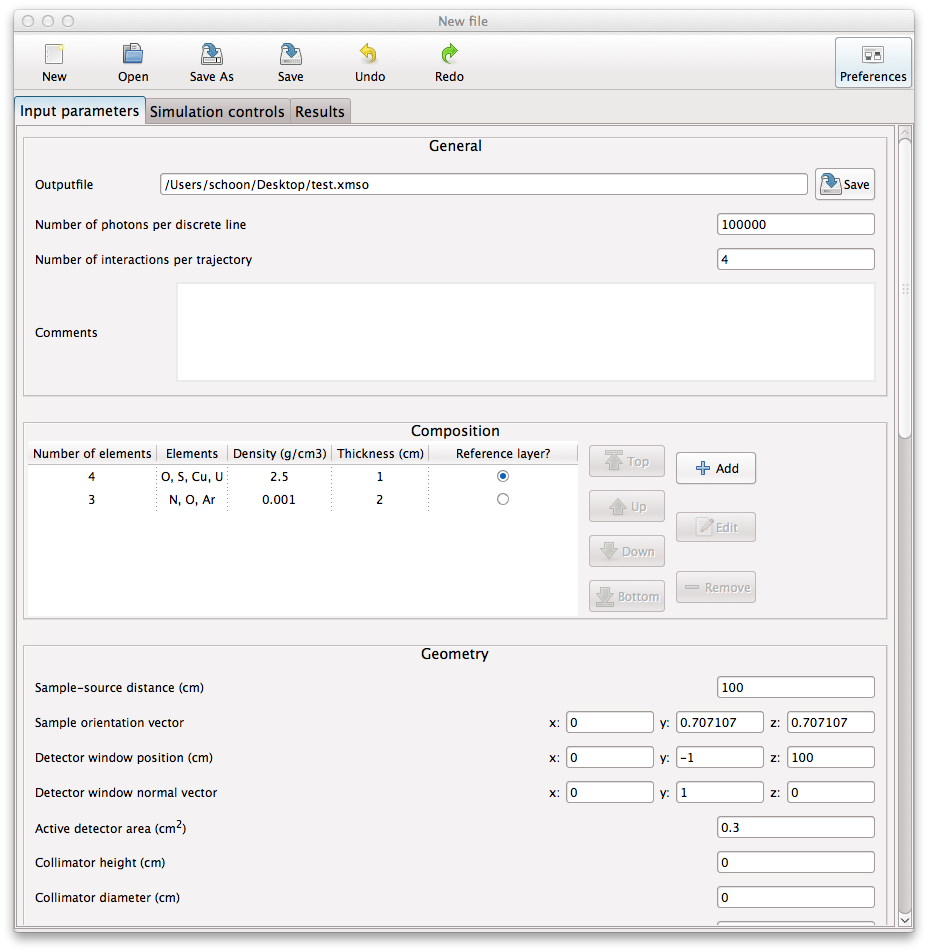 New file
New Open Save As Save Undo Redo Preferences
Input parameters Simulation controls Results
General
Outputfile /Users/schoon/Desktop/test.xmso Save
Number of photons per discrete line 100000
Number of interactions per trajectory 4
Comments
Composition
Number of elements Elements Density (g/cm3) Thickness (cm) Reference layer?
4 O, S, Cu, U 2.5 1
3 N, O, Ar 0.001 2
Top Add
Up Edit
Down
Bottom Remove
Geometry
Sample-source distance (cm) 100
Sample orientation vector x: 0 y: 0.707107 z: 0.707107
Detector window position (cm) x: 0 y: -1 z: 100
Detector window normal vector x: 0 y: 1 z: 0
Active detector area (cm²) 0.3
Collimator height (cm) 0
Collimator diameter (cm) 0